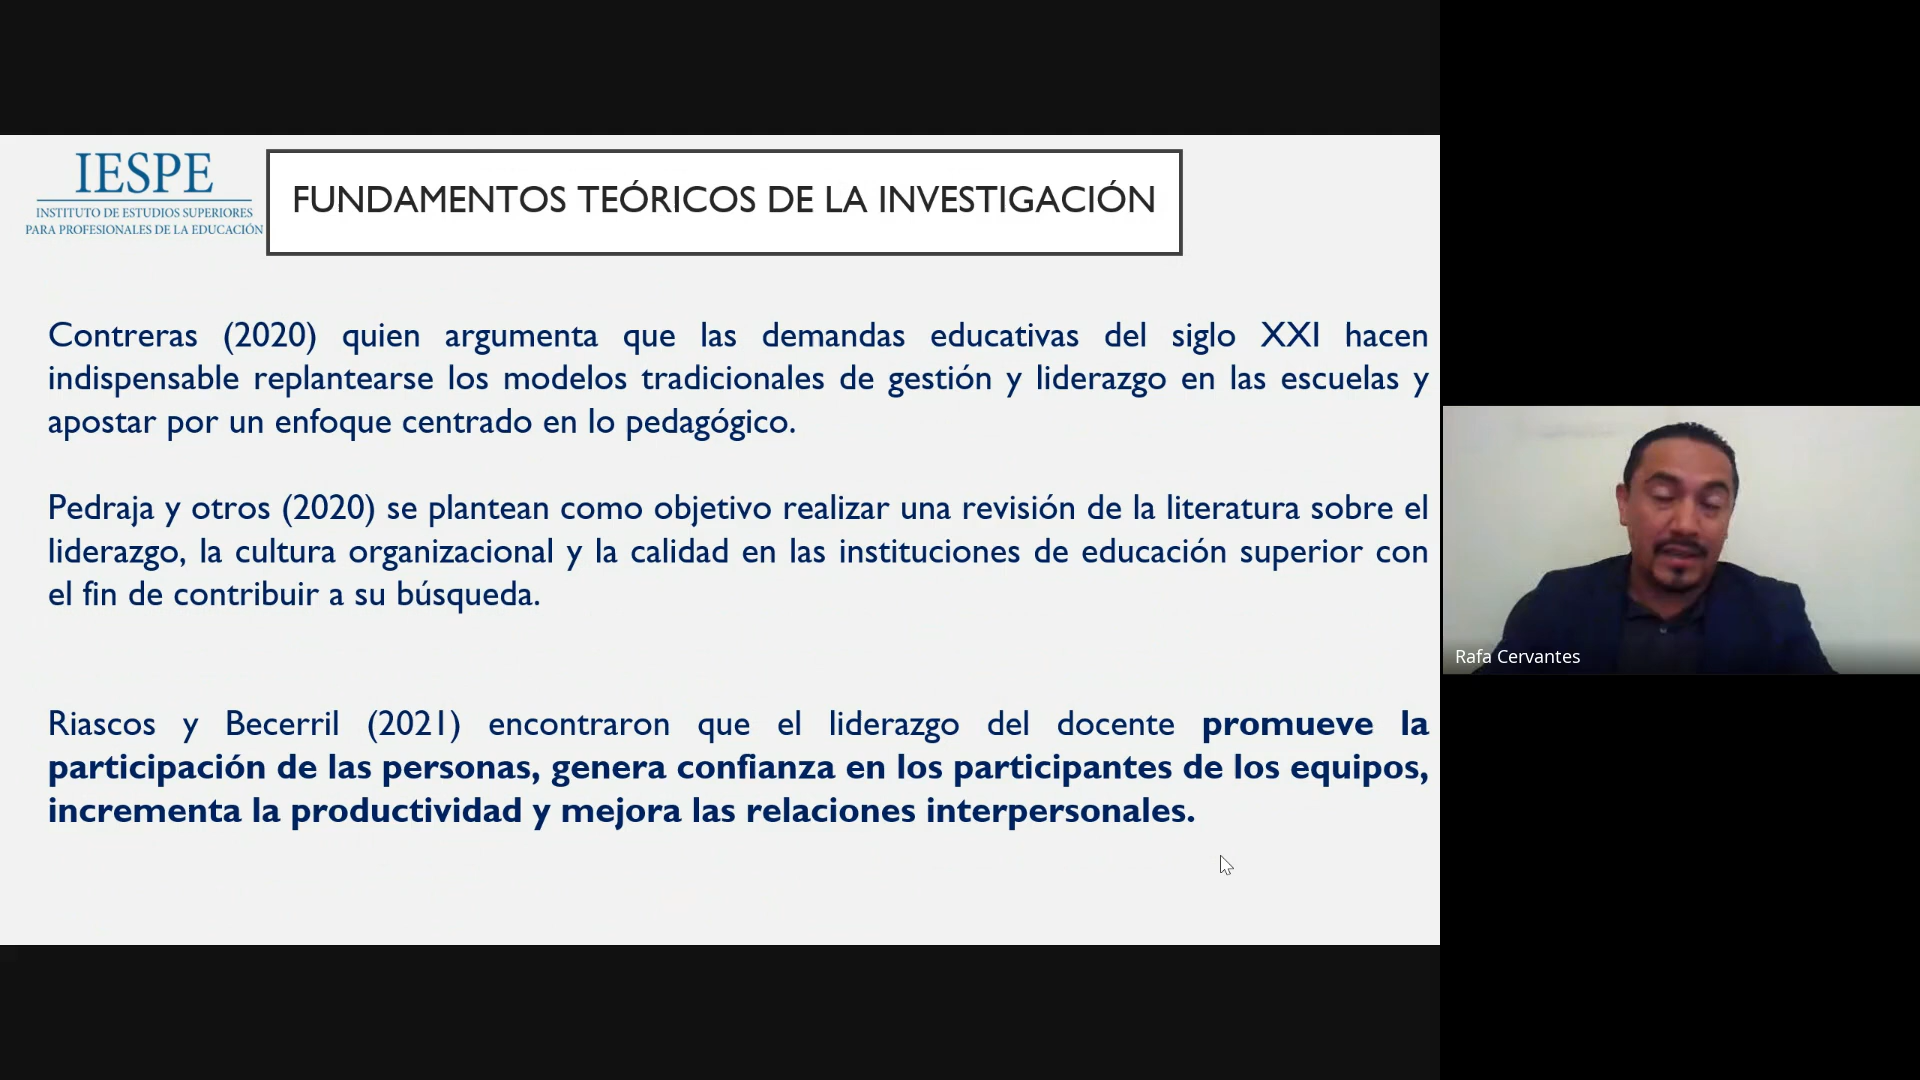 IESPE
INSTITUTO DE ESTUDIOS SUPERIORES
PARA PROFESIONALES DE LA EDUCACIÓN
FUNDAMENTOS TEÓRICOS DE LA INVESTIGACIÓN
Contreras (2020) quien argumenta que las demandas educativas del siglo XXI hacen
indispensable replantearse los modelos tradicionales de gestión y liderazgo en las escuelas y
apostar por un enfoque centrado en lo pedagógico.
Pedraja y otros (2020) se plantean como objetivo realizar una revisión de la literatura sobre el
liderazgo, la cultura organizacional y la calidad en las instituciones de educación superior con
el fin de contribuir a su búsqueda.
Riascos y Becerril (2021) encontraron que el liderazgo del docente promueve la
participación de las personas, genera confianza en los participantes de los equipos,
incrementa la productividad y mejora las relaciones interpersonales.
Rafa Cervantes